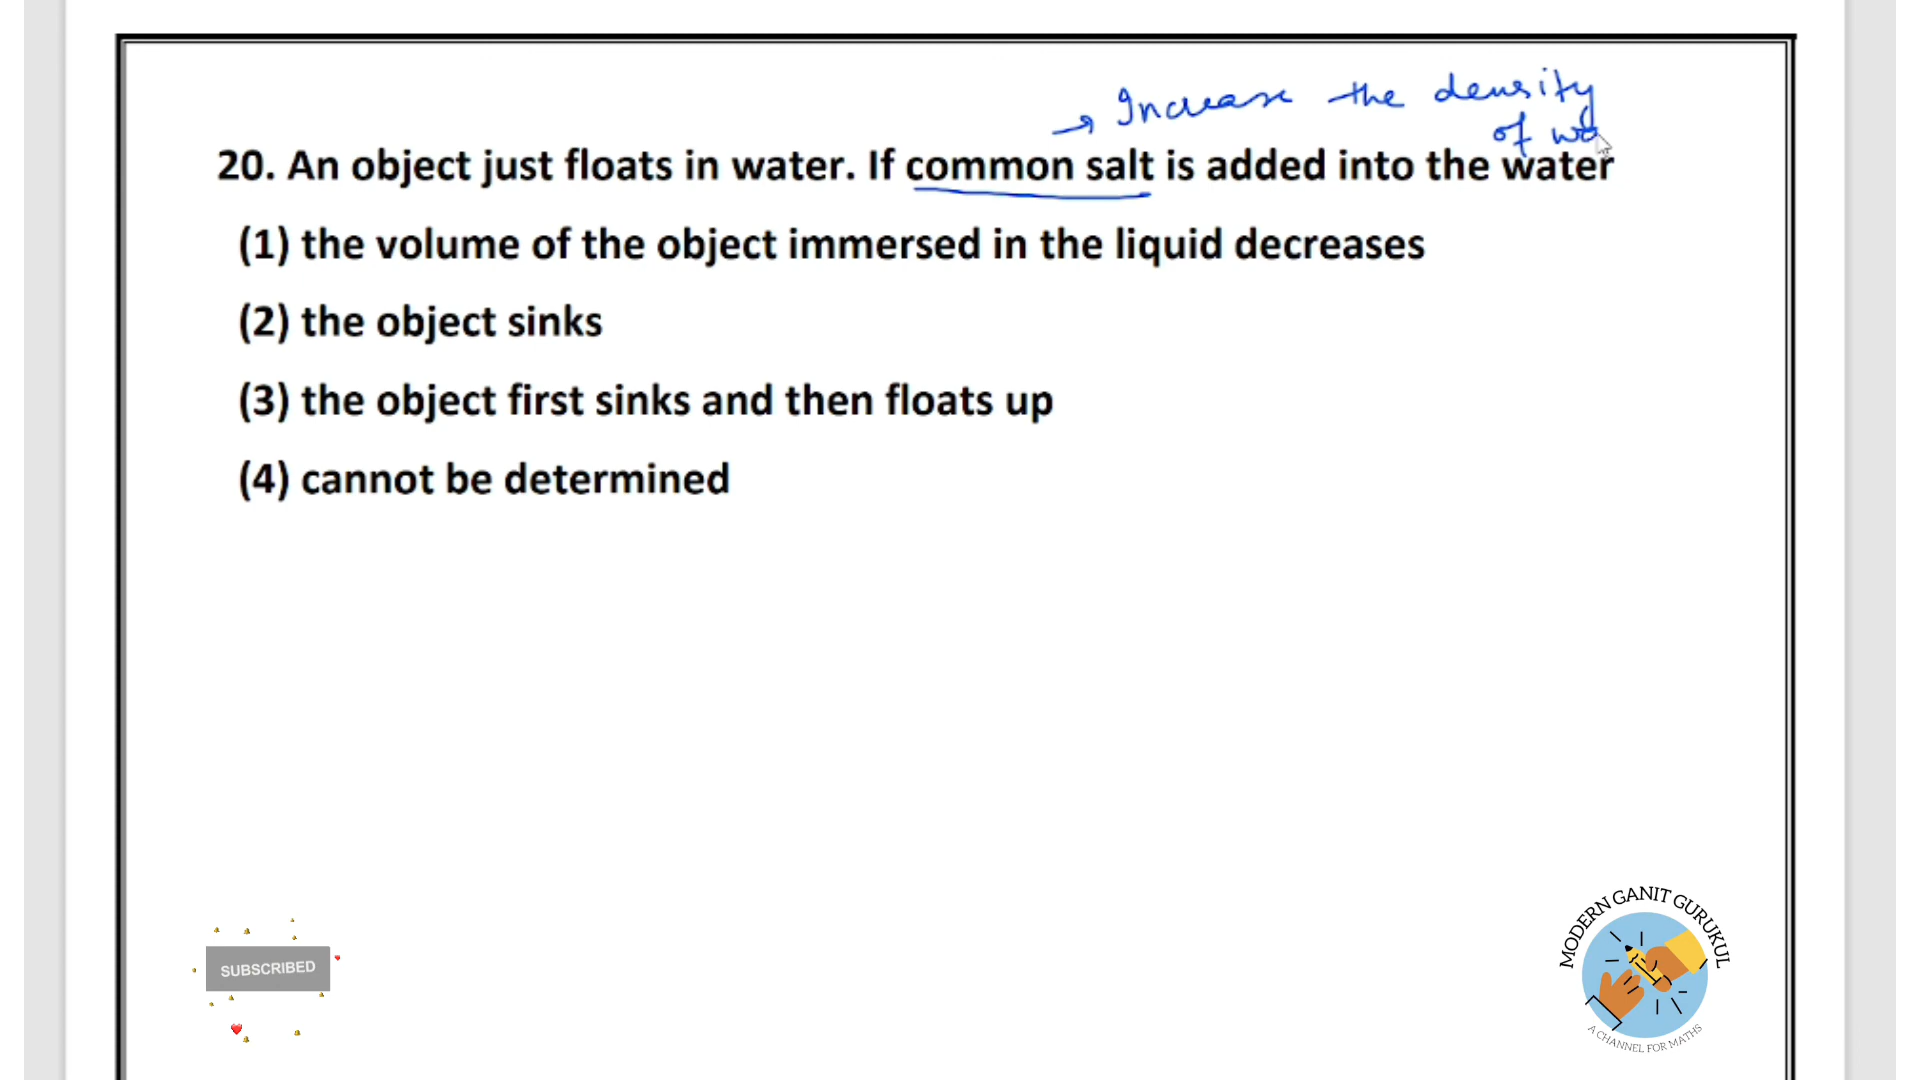 → Increase the density
of wa
20. An object just floats in water. If common salt is added into the water
(1) the volume of the object immersed in the liquid decreases
(2) the object sinks
(3) the object first sinks and then floats up
(4) cannot be determined
SUBSCRIBED
MODERN GANIT GURUKUL
A CHANNEL FOR MATHS